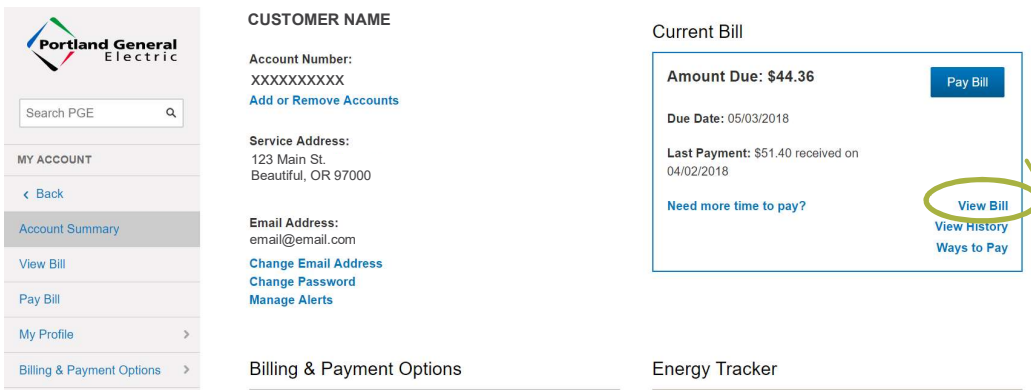 Portland General
Electric
Search PGE
MY ACCOUNT
Back
Account Summary
View Bill
Pay Bill
My Profile
Billing & Payment Options
CUSTOMER NAME
Account Number:
XXXXXXXXXX
Add or Remove Accounts
Service Address:
123 Main St.
Beautiful, OR 97000
Email Address:
email@email.com
Change Email Address
Change Password
Manage Alerts
Billing & Payment Options
Current Bill
Amount Due: $44.36
Pay Bill
Due Date: 05/03/2018
Last Payment: $51.40 received on
04/02/2018
Need more time to pay?
View Bill
View History
Ways to Pay
Energy Tracker